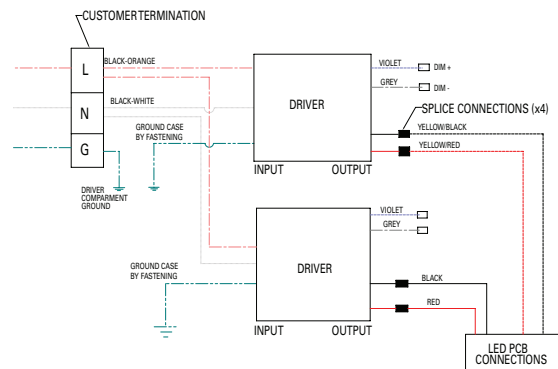 CUSTOMER TERMINATION
L
BLACK-ORANGE
N
BLACK-WHITE
G
DRIVER
COMPARMENT
GROUND
GROUND CASE
BY FASTENING
DRIVER
INPUT
OUTPUT
VIOLET
DIM +
GREY
DIM -
SPLICE CONNECTIONS (x4)
YELLOW/BLACK
YELLOW/RED
GROUND CASE
BY FASTENING
DRIVER
INPUT
OUTPUT
VIOLET
GREY
BLACK
RED
LED PCB
CONNECTIONS